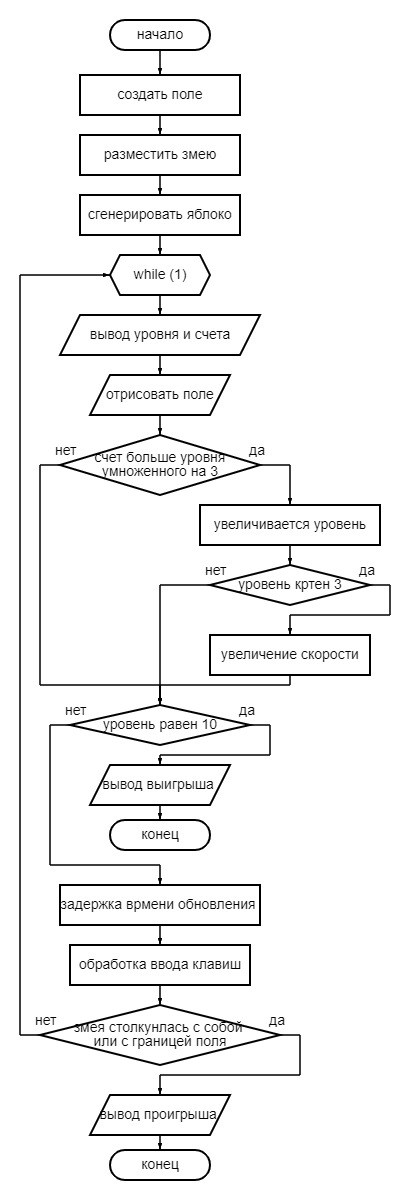 начало
создать поле
разместить змею
сгенерировать яблоко
while (1)
вывод уровня и счета
отрисовать поле
нет
да
счет больше уровня
умноженного на 3
увеличивается уровень
нет
да
уровень кртен 3
увеличение скорости
нет
да
уровень равен 10
вывод выигрыша
конец
задержка врмени обновления
обработка ввода клавиш
нет
да
змея столкунлась с собой
или с границей поля
вывод проигрыша
конец